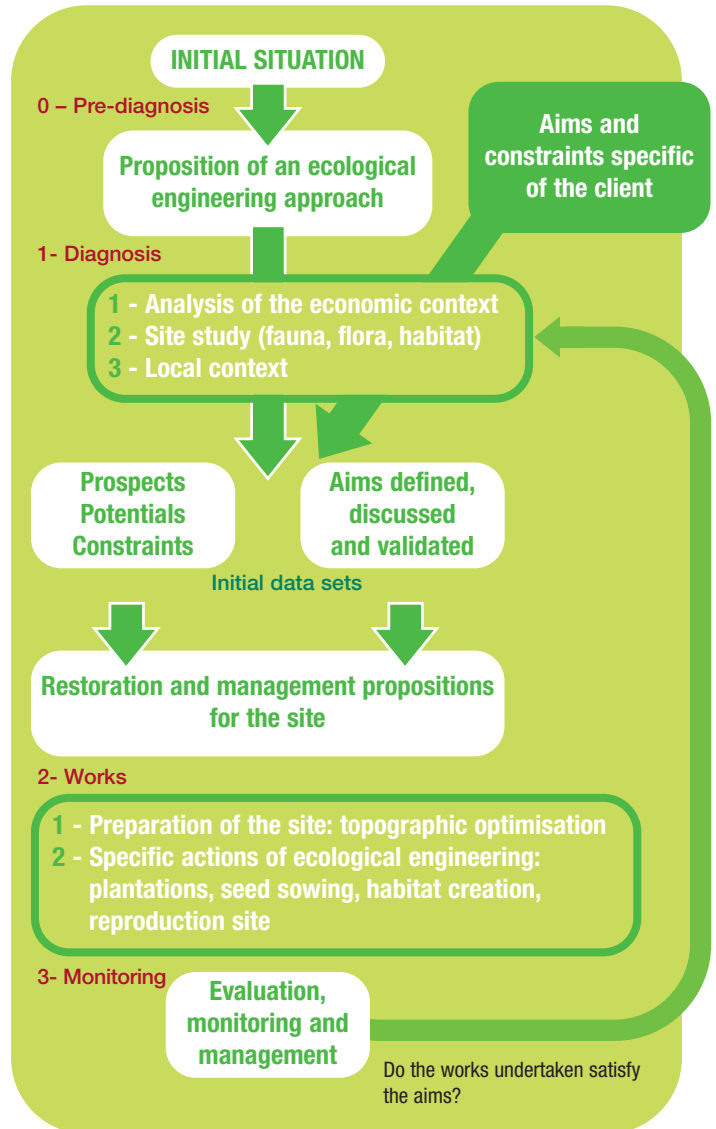 INITIAL SITUATION
0 – Pre-diagnosis
Proposition of an ecological
engineering approach
Aims and
constraints specific
of the client
1- Diagnosis
1 - Analysis of the economic context
2 - Site study (fauna, flora, habitat)
3 - Local context
Prospects
Potentials
Constraints
Aims defined,
discussed
and validated
Initial data sets
Restoration and management propositions
for the site
2- Works
1 - Preparation of the site: topographic optimisation
2 - Specific actions of ecological engineering:
plantations, seed sowing, habitat creation,
reproduction site
3- Monitoring
Evaluation,
monitoring and
management
Do the works undertaken satisfy
the aims?